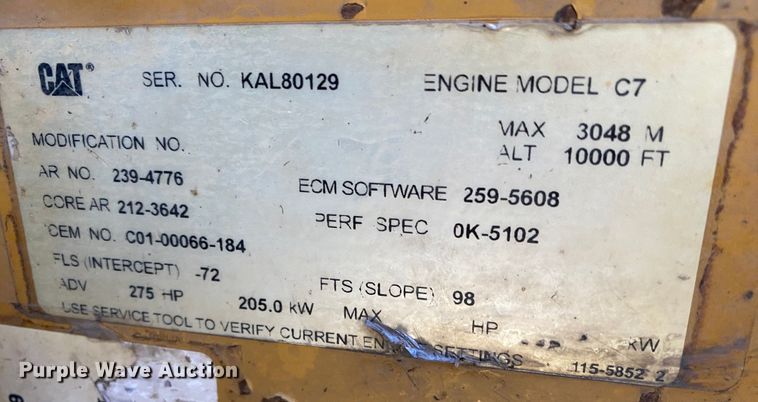 CAT® SER. NO. KAL80129 ENGINE MODEL C7
MODIFICATION NO. MAX 3048 M
ALT 10000 FT
AR NO. 239-4776 ECM SOFTWARE 259-5608
CORE AR 212-3642 PERF SPEC 0K-5102
OEM NO. C01-00066-184
FLS (INTERCEPT) -72 FTS (SLOPE) 98
ADV 275 HP 205.0 kW MAX HP kW
USE SERVICE TOOL TO VERIFY CURRENT SETTINGS
115-5852 2
Purple Wave Auction